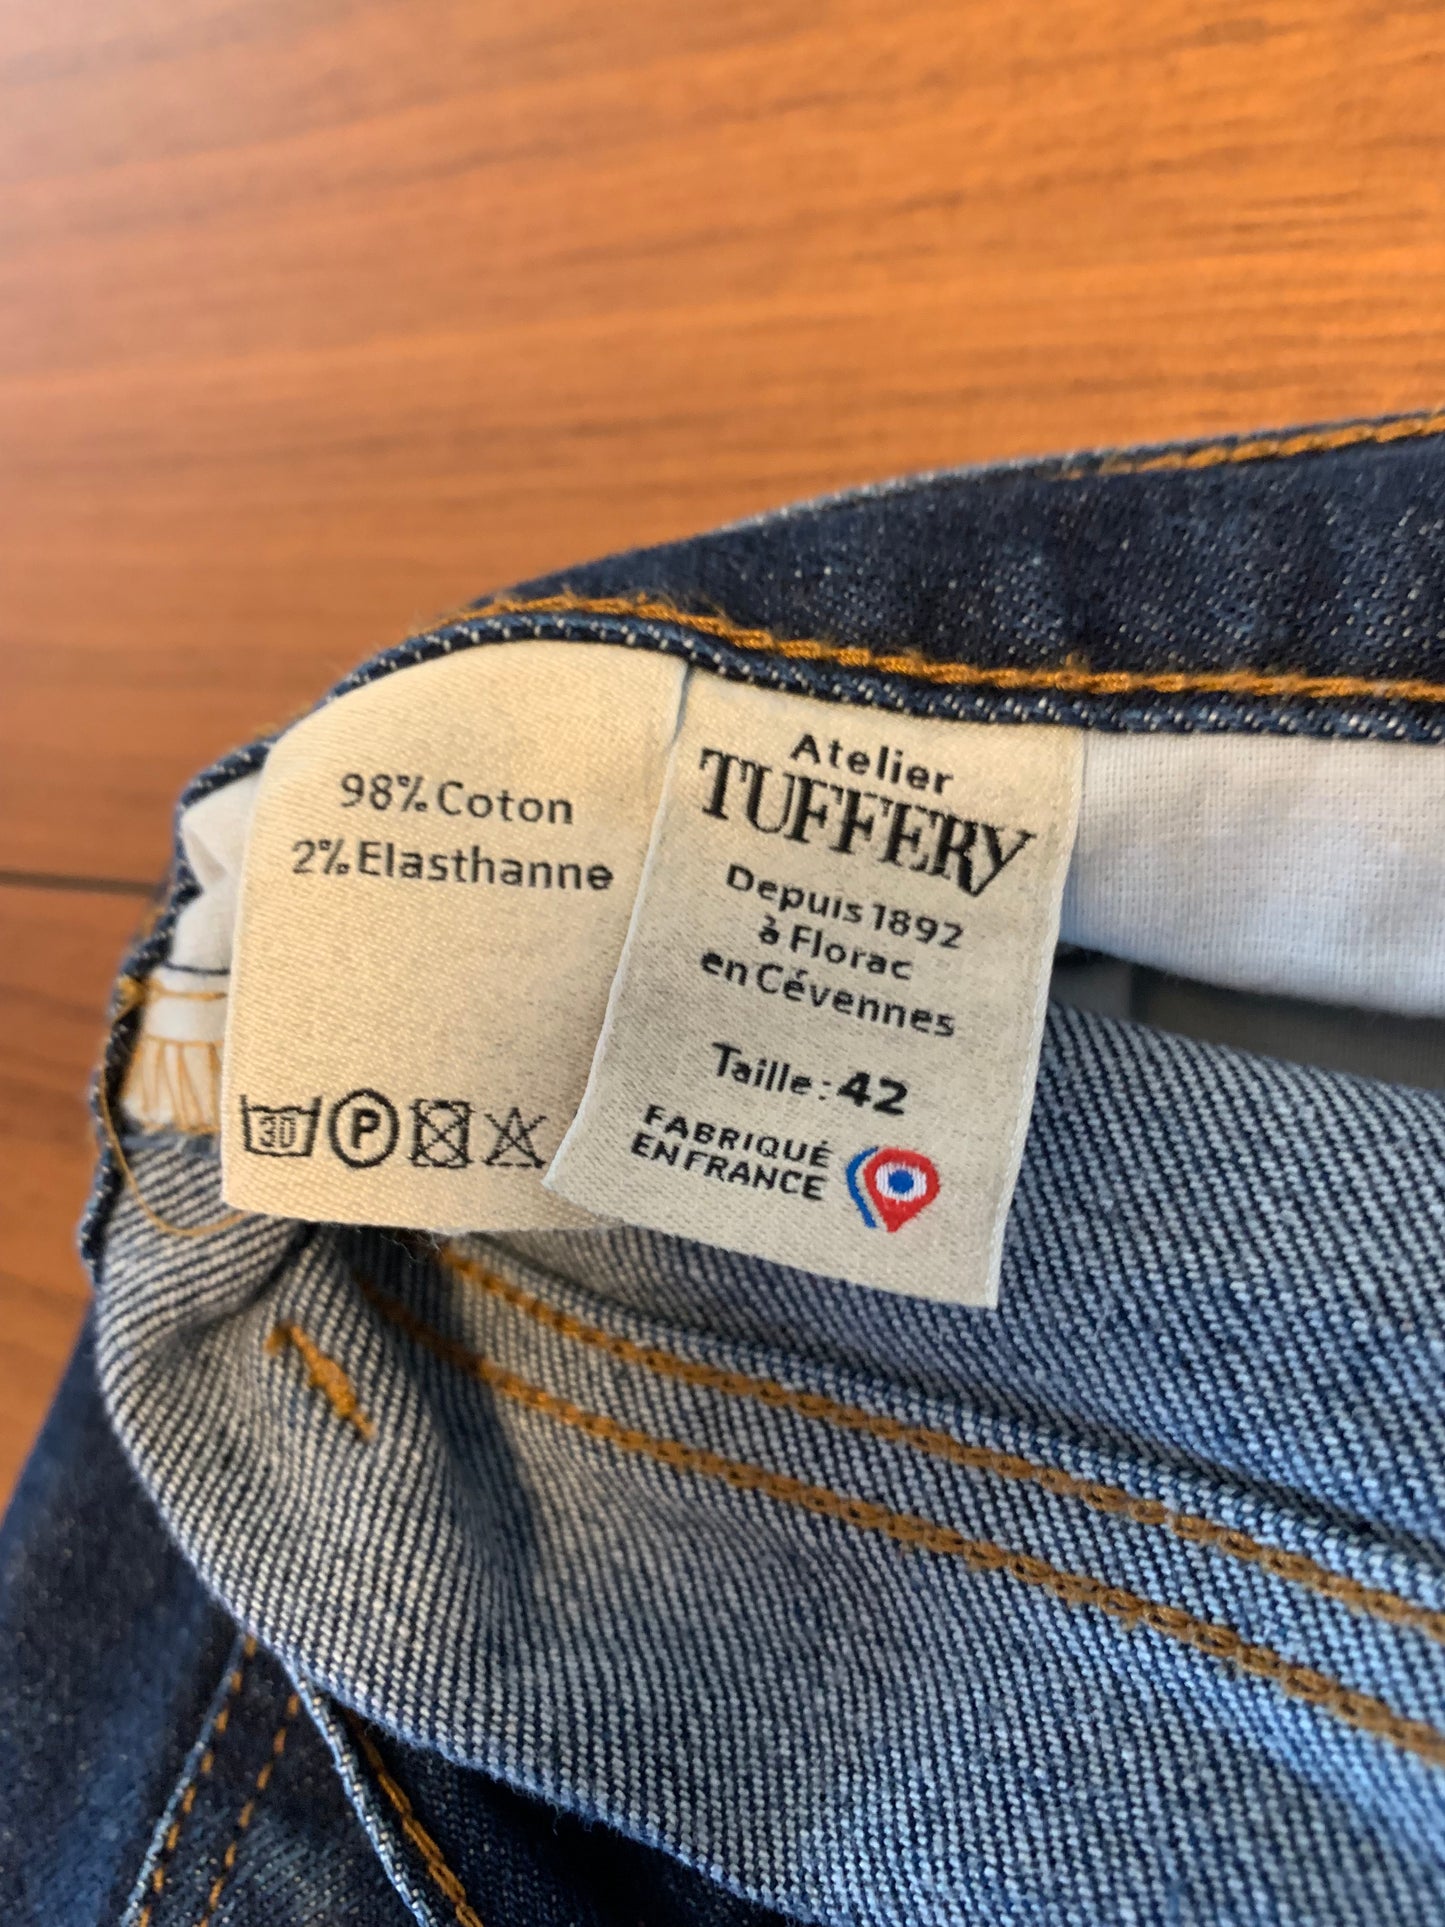 98% Coton
2% Elasthanne
30 P
Atelier
TUFFERY
Depuis 1892
à Florac
en Cévennes
Taille : 42
FABRIQUÉ
EN FRANCE